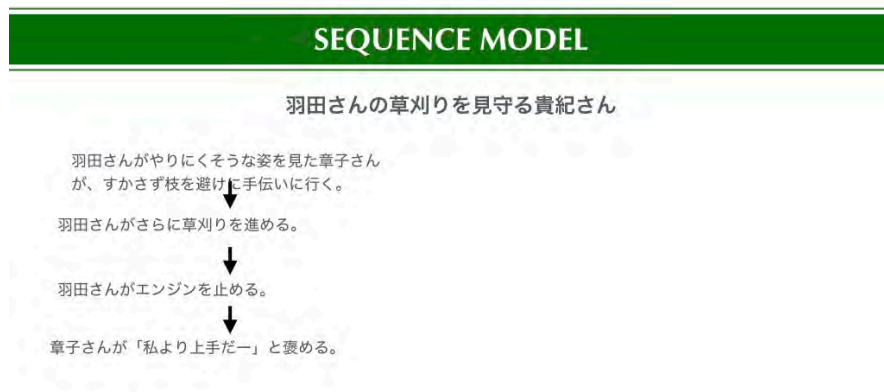 SEQUENCE MODEL
羽田さんの草刈りを見守る貴紀さん
羽田さんがやりにくそうな姿を見た章子さん
が、すかさず枝を避けに手伝いに行く。
羽田さんがさらに草刈りを進める。
羽田さんがエンジンを止める。
章子さんが「私より上手だー」と褒める。